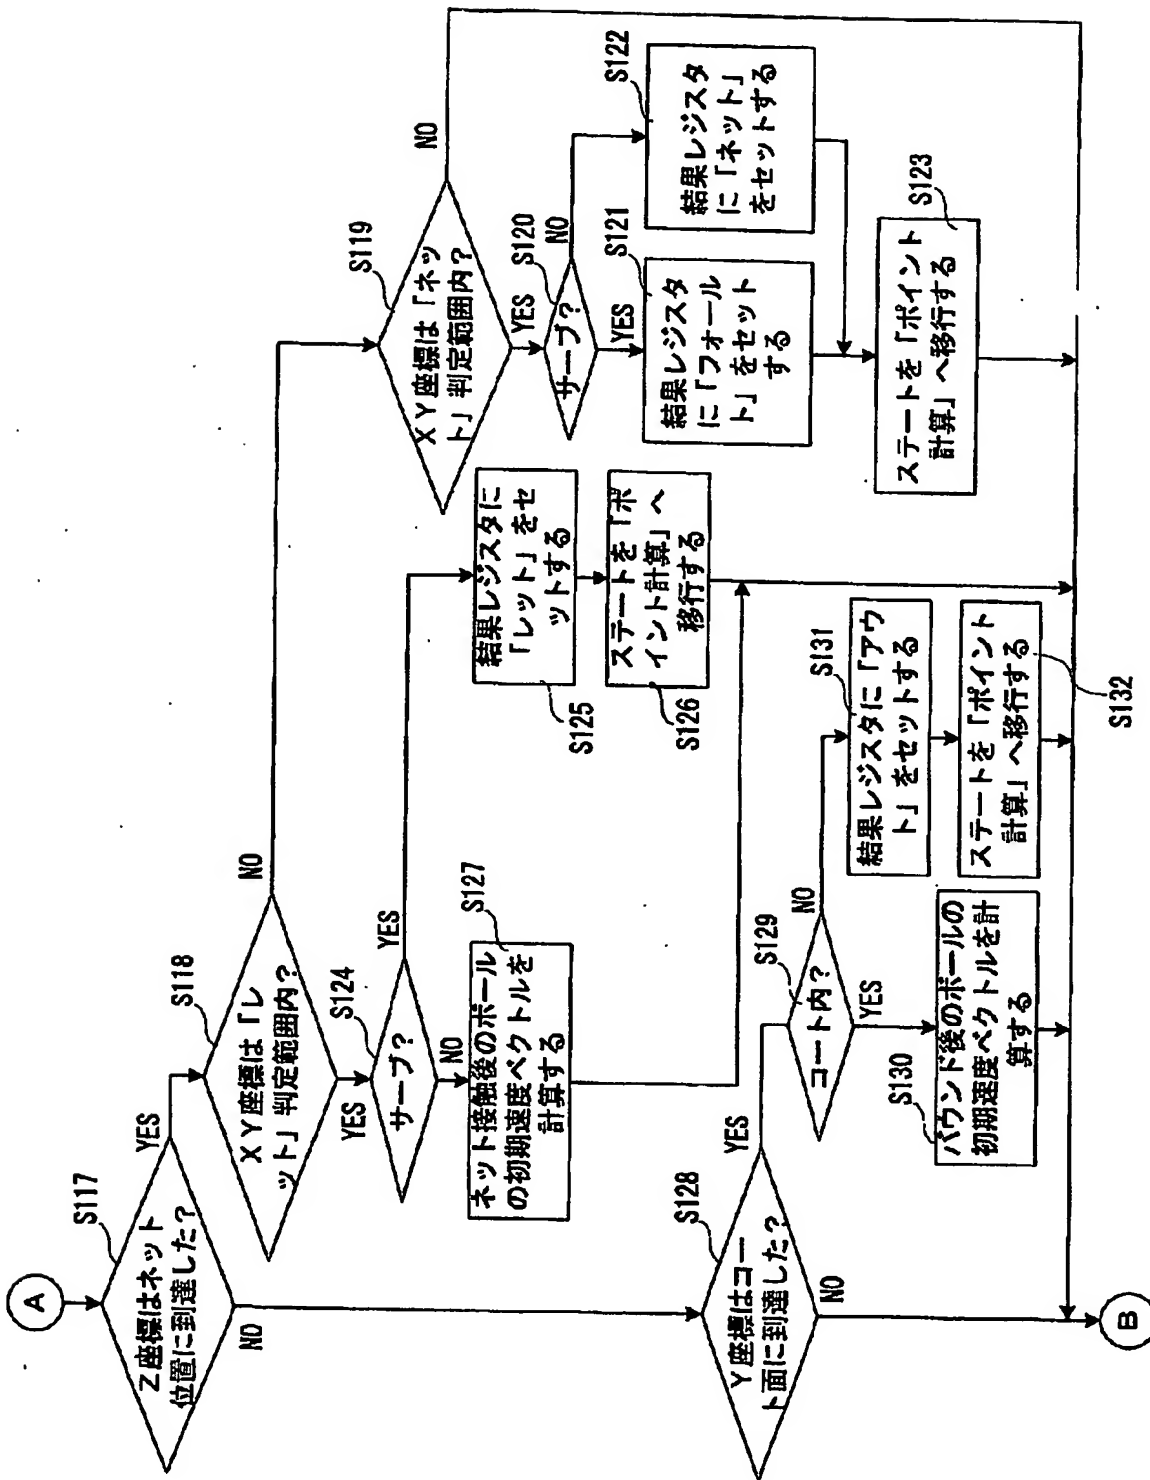 A
S117
Z座標はネット
位置に到達した?
YES
NO
S118
XY座標は「レ
ット」判定範囲内?
NO
YES
S119
XY座標は「ネッ
ト」判定範囲内?
NO
YES
S120
サーブ?
NO
YES
S121
結果レジスタ
に「フォール
ト」をセット
する
S122
結果レジスタ
に「ネット」
をセットする
S123
ステートを「ポイント
計算」へ移行する
S124
サーブ?
YES
NO
S125
結果レジスタに
「レット」をセ
ットする
S126
ステートを「ポ
イント計算」へ
移行する
S127
ネット接触後のボール
の初期速度ベクトルを
計算する
S128
Y座標はコー
ト面に到達した?
YES
NO
S129
コート内?
NO
YES
S130
バウンド後のボールの
初期速度ベクトルを計
算する
S131
結果レジスタに「アウ
ト」をセットする
ステートを「ポイント
計算」へ移行する
S132
B